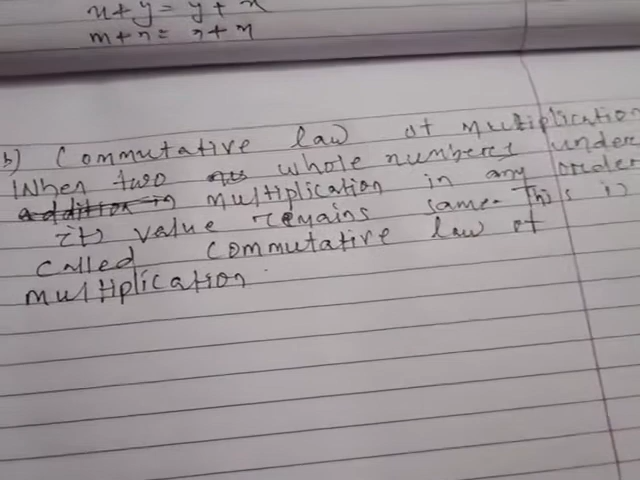 x+y = y+x
m+n = n+m
b) Commutative law of multiplication
When two whole numbers under
addition in multiplication in any order
its value remains same. This is
called commutative law of
multiplication.